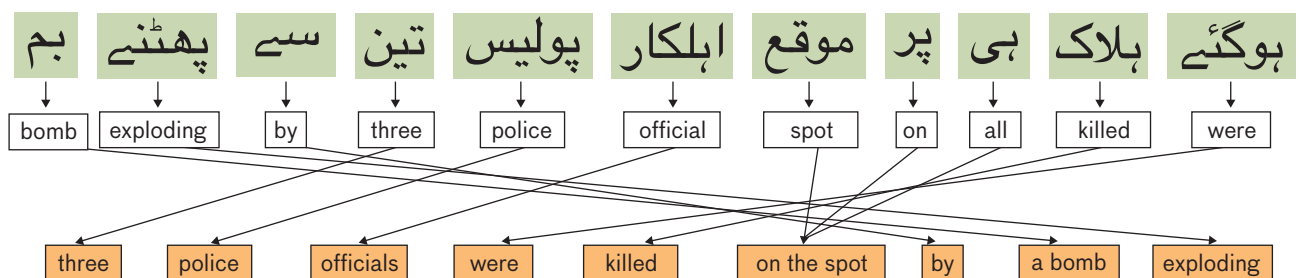 بم پھٹنے سے تین پولیس اہلکار موقع پر ہی ہلاک ہوگئے
bomb exploding by three police official spot on all killed were
three police officials were killed on the spot by a bomb exploding